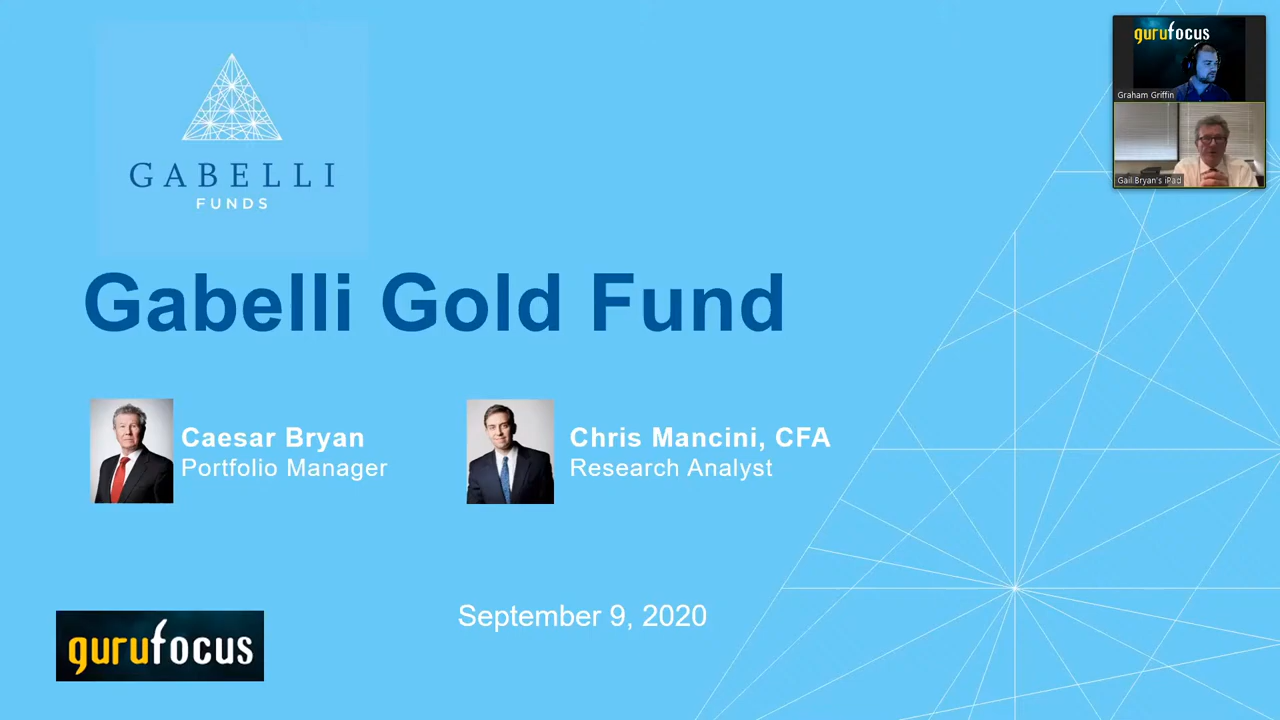 GABELLI
FUNDS
Gabelli Gold Fund
Caesar Bryan
Portfolio Manager
Chris Mancini, CFA
Research Analyst
September 9, 2020
gurufocus
gurufocus
Graham Griffin
Gail Bryan's iPad